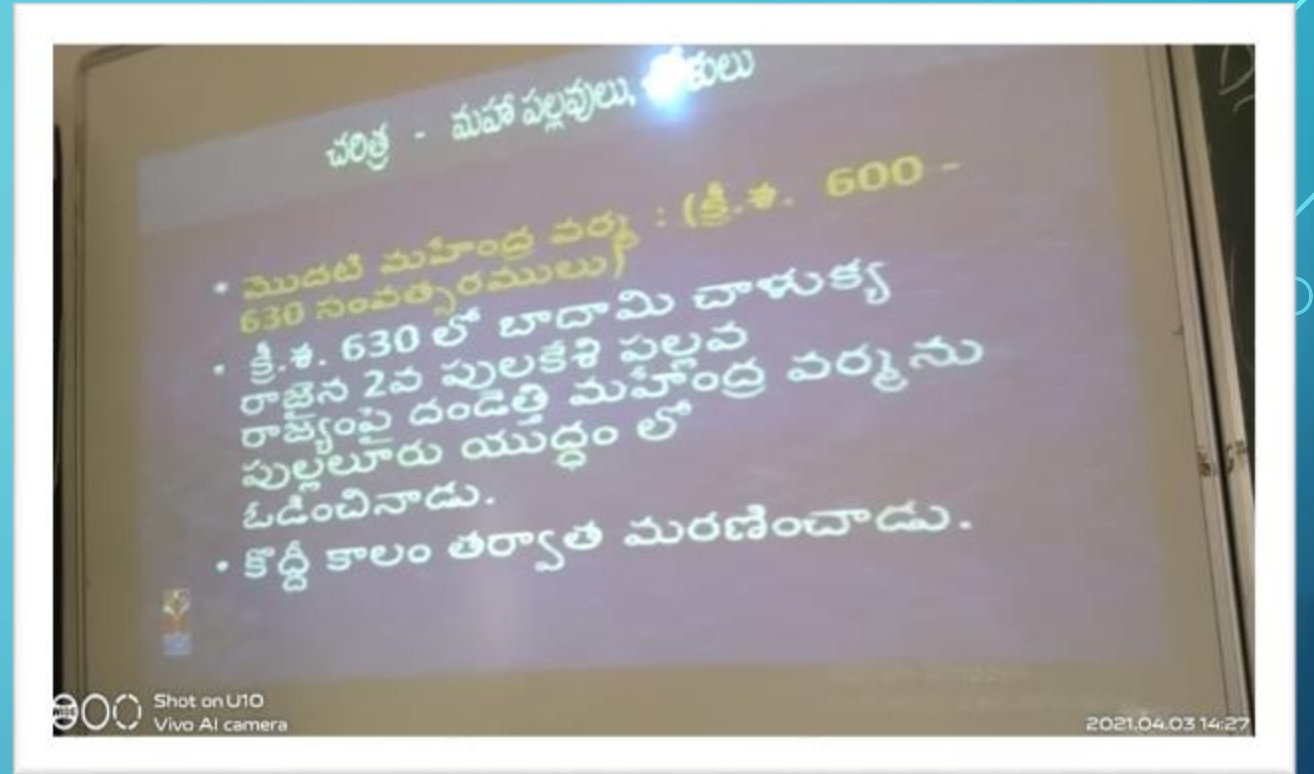 చరిత్ర - మహా పల్లవులు,
• మొదటి మహేంద్ర వర్మ : (క్రీ.శ. 600 -
630 సంవత్సరములు)
• క్రీ.శ. 630 లో బాదామి చాళుక్య
రాజైన 2వ పులకేశి పల్లవ
రాజ్యంపై దండెత్తి మహేంద్ర వర్మను
పుల్లలూరు యుద్ధం లో
ఓడించినాడు.
• కొద్దీ కాలం తర్వాత మరణించాడు.
Shot on U10
Vivo AI camera
2021.04.03 14:27